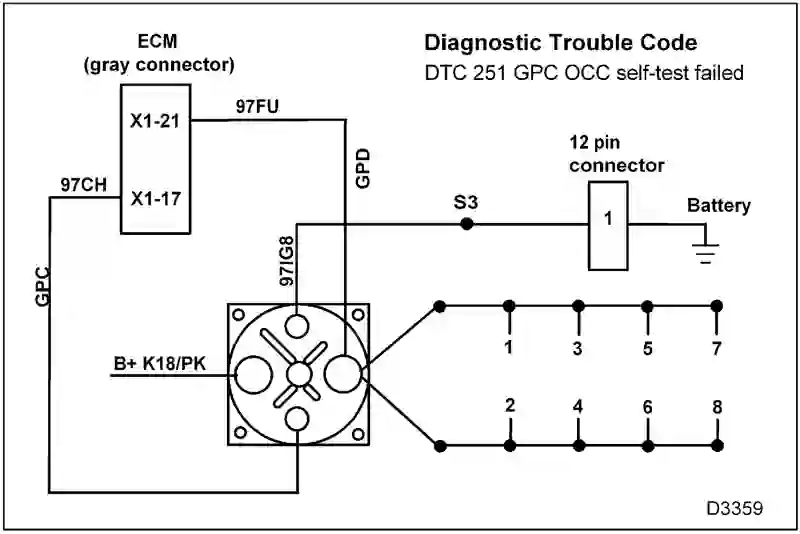 ECM
(gray connector)
Diagnostic Trouble Code
DTC 251 GPC OCC self-test failed
97FU
X1-21
12 pin
connector
GPD
97CH
X1-17
S3
1
Battery
97IG8
GPC
B+ K18/PK
1
3
5
7
2
4
6
8
D3359